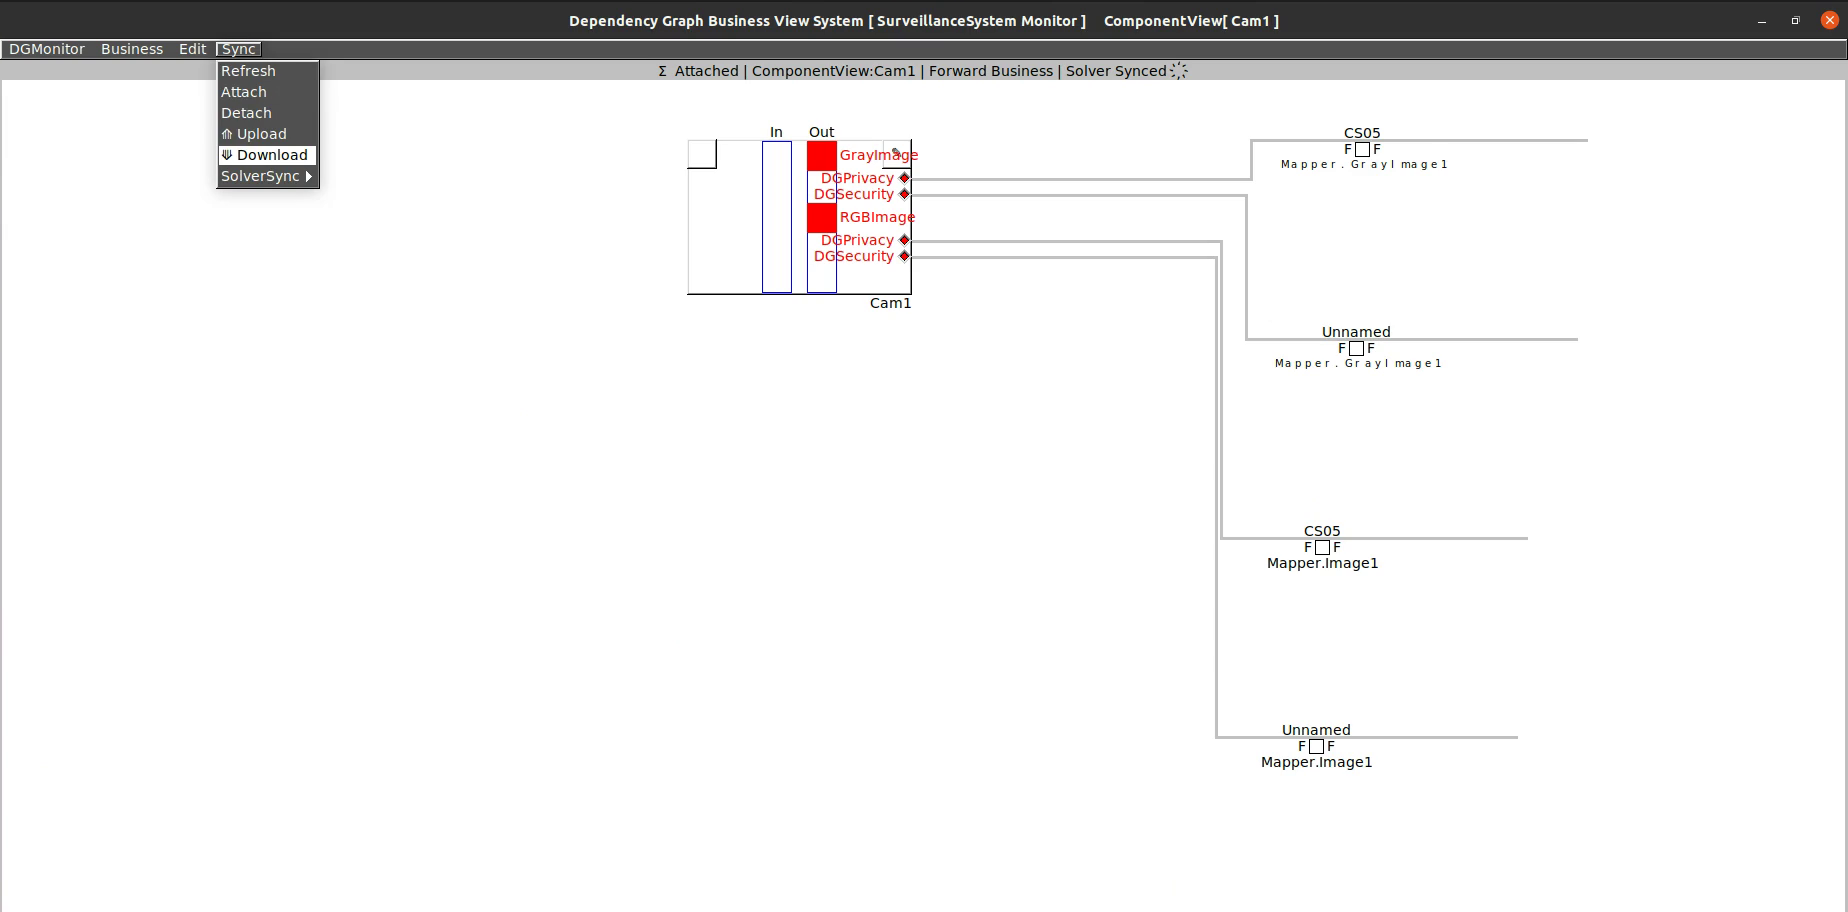 Dependency Graph Business View System [ SurveillanceSystem Monitor ] ComponentView[ Cam1 ]
DGMonitor Business Edit Sync
Σ Attached | ComponentView:Cam1 | Forward Business | Solver Synced
Refresh
Attach
Detach
⤊ Upload
⤋ Download
SolverSync
In Out
GrayImage
DGPrivacy
DGSecurity
RGBImage
DGPrivacy
DGSecurity
Cam1
CS05
F F
Mapper.GrayImage1
Unnamed
F F
Mapper.GrayImage1
CS05
F F
Mapper.Image1
Unnamed
F F
Mapper.Image1